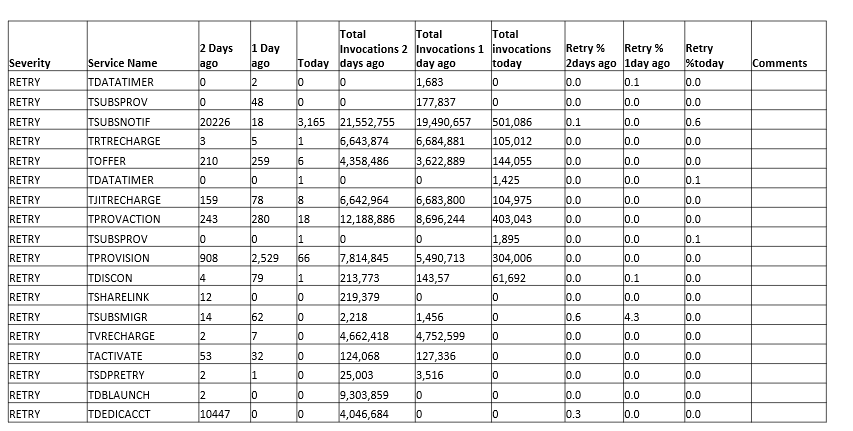 Severity Service Name 2 Days ago 1 Day ago Today Total Invocations 2 days ago Total Invocations 1 day ago Total invocations today Retry % 2days ago Retry % 1day ago Retry %today Comments
RETRY TDATATIMER 0 2 0 0 1,683 0 0.0 0.1 0.0
RETRY TSUBSPROV 0 48 0 0 177,837 0 0.0 0.0 0.0
RETRY TSUBSNOTIF 20226 18 3,165 21,552,755 19,490,657 501,086 0.1 0.0 0.6
RETRY TRTRECHARGE 3 5 1 6,643,874 6,684,881 105,012 0.0 0.0 0.0
RETRY TOFFER 210 259 6 4,358,486 3,622,889 144,055 0.0 0.0 0.0
RETRY TDATATIMER 0 0 1 0 0 1,425 0.0 0.0 0.1
RETRY TJITRECHARGE 159 78 8 6,642,964 6,683,800 104,975 0.0 0.0 0.0
RETRY TPROVACTION 243 280 18 12,188,886 8,696,244 403,043 0.0 0.0 0.0
RETRY TSUBSPROV 0 0 1 0 0 1,895 0.0 0.0 0.1
RETRY TPROVISION 908 2,529 66 7,814,845 5,490,713 304,006 0.0 0.0 0.0
RETRY TDISCON 4 79 1 213,773 143,57 61,692 0.0 0.1 0.0
RETRY TSHARELINK 12 0 0 219,379 0 0 0.0 0.0 0.0
RETRY TSUBSMIGR 14 62 0 2,218 1,456 0 0.6 4.3 0.0
RETRY TVRECHARGE 2 7 0 4,662,418 4,752,599 0 0.0 0.0 0.0
RETRY TACTIVATE 53 32 0 124,068 127,336 0 0.0 0.0 0.0
RETRY TSDPRETRY 2 1 0 25,003 3,516 0 0.0 0.0 0.0
RETRY TDBLAUNCH 2 0 0 9,303,859 0 0 0.0 0.0 0.0
RETRY TDEDICACCT 10447 0 0 4,046,684 0 0 0.3 0.0 0.0